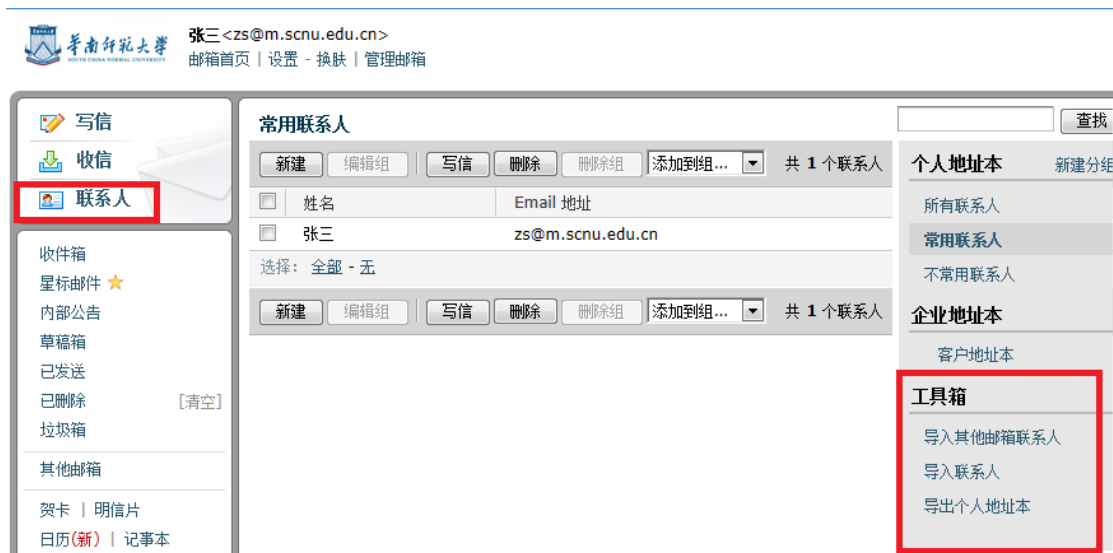 华南师范大学
SOUTH CHINA NORMAL UNIVERSITY
张三<zs@m.scnu.edu.cn>
邮箱首页 | 设置 - 换肤 | 管理邮箱
写信
收信
联系人
收件箱
星标邮件
内部公告
草稿箱
已发送
已删除 [清空]
垃圾箱
其他邮箱
贺卡 | 明信片
日历(新) | 记事本
常用联系人
新建 编辑组 写信 删除 删除组 添加到组... 共 1 个联系人
姓名 Email 地址
张三 zs@m.scnu.edu.cn
选择: 全部 - 无
新建 编辑组 写信 删除 删除组 添加到组... 共 1 个联系人
查找
个人地址本 新建分组
所有联系人
常用联系人
不常用联系人
企业地址本
客户地址本
工具箱
导入其他邮箱联系人
导入联系人
导出个人地址本